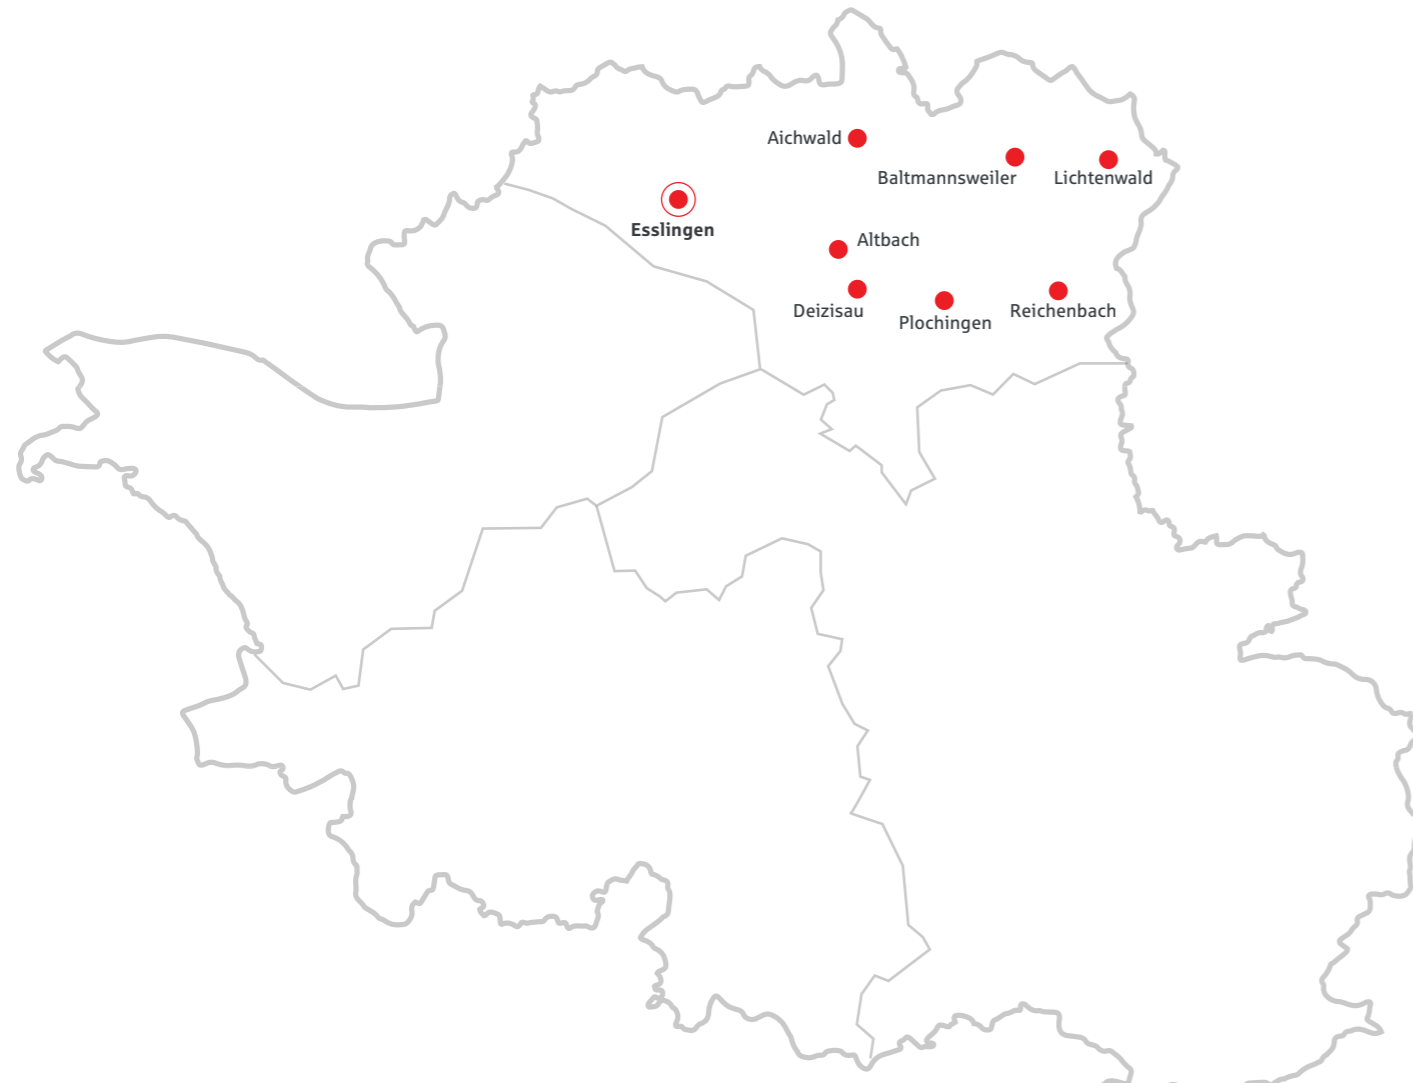 Aichwald
Baltmannsweiler
Lichtenwald
Esslingen
Altbach
Deizisau
Plochingen
Reichenbach